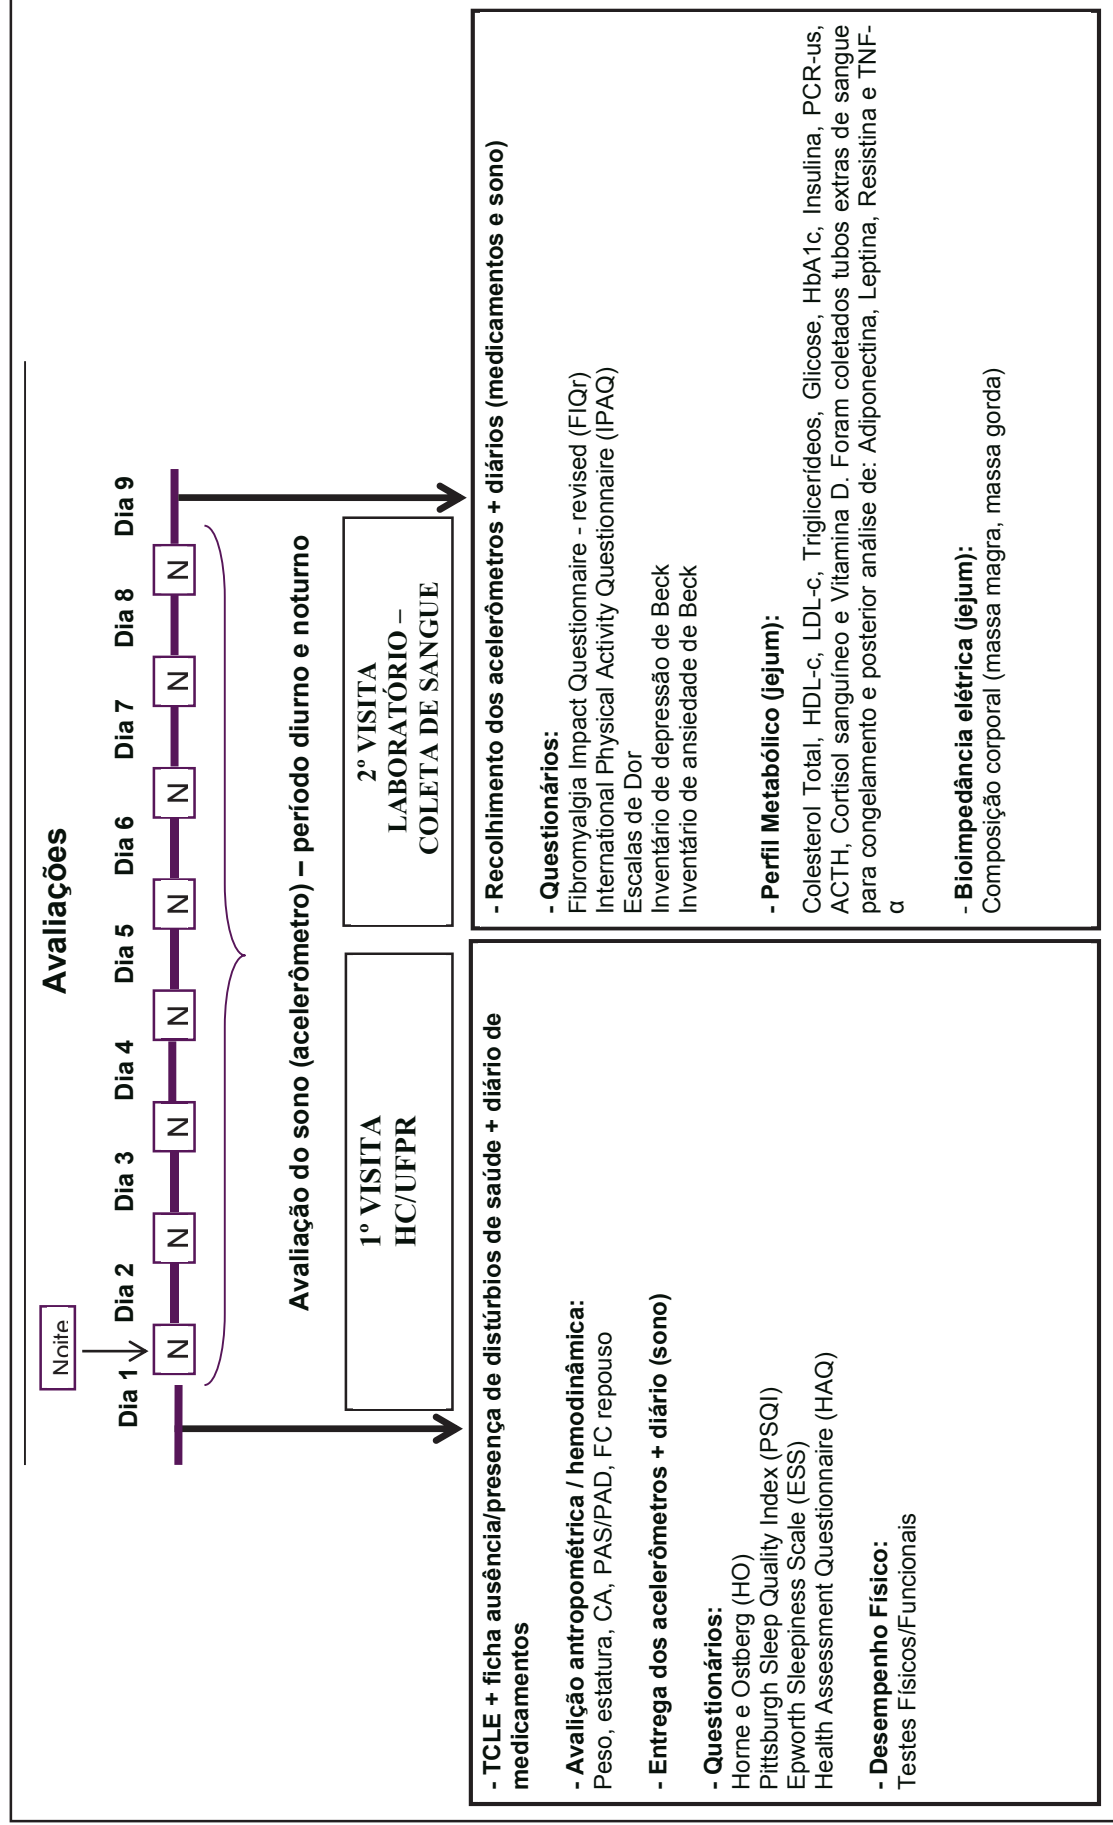 Avaliações
Noite
Dia 1 Dia 2 Dia 3 Dia 4 Dia 5 Dia 6 Dia 7 Dia 8 Dia 9
N N N N N N N N
Avaliação do sono (acelerômetro) – período diurno e noturno
1º VISITA
HC/UFPR
2º VISITA
LABORATÓRIO –
COLETA DE SANGUE
- TCLE + ficha ausência/presença de distúrbios de saúde + diário de
medicamentos
- Avalição antropométrica / hemodinâmica:
Peso, estatura, CA, PAS/PAD, FC repouso
- Entrega dos acelerômetros + diário (sono)
- Questionários:
Horne e Ostberg (HO)
Pittsburgh Sleep Quality Index (PSQI)
Epworth Sleepiness Scale (ESS)
Health Assessment Questionnaire (HAQ)
- Desempenho Físico:
Testes Físicos/Funcionais
- Recolhimento dos acelerômetros + diários (medicamentos e sono)
- Questionários:
Fibromyalgia Impact Questionnaire - revised (FIQr)
International Physical Activity Questionnaire (IPAQ)
Escalas de Dor
Inventário de depressão de Beck
Inventário de ansiedade de Beck
- Perfil Metabólico (jejum):
Colesterol Total, HDL-c, LDL-c, Triglicerídeos, Glicose, HbA1c, Insulina, PCR-us,
ACTH, Cortisol sanguíneo e Vitamina D. Foram coletados tubos extras de sangue
para congelamento e posterior análise de: Adiponectina, Leptina, Resistina e TNF-
α
- Bioimpedância elétrica (jejum):
Composição corporal (massa magra, massa gorda)